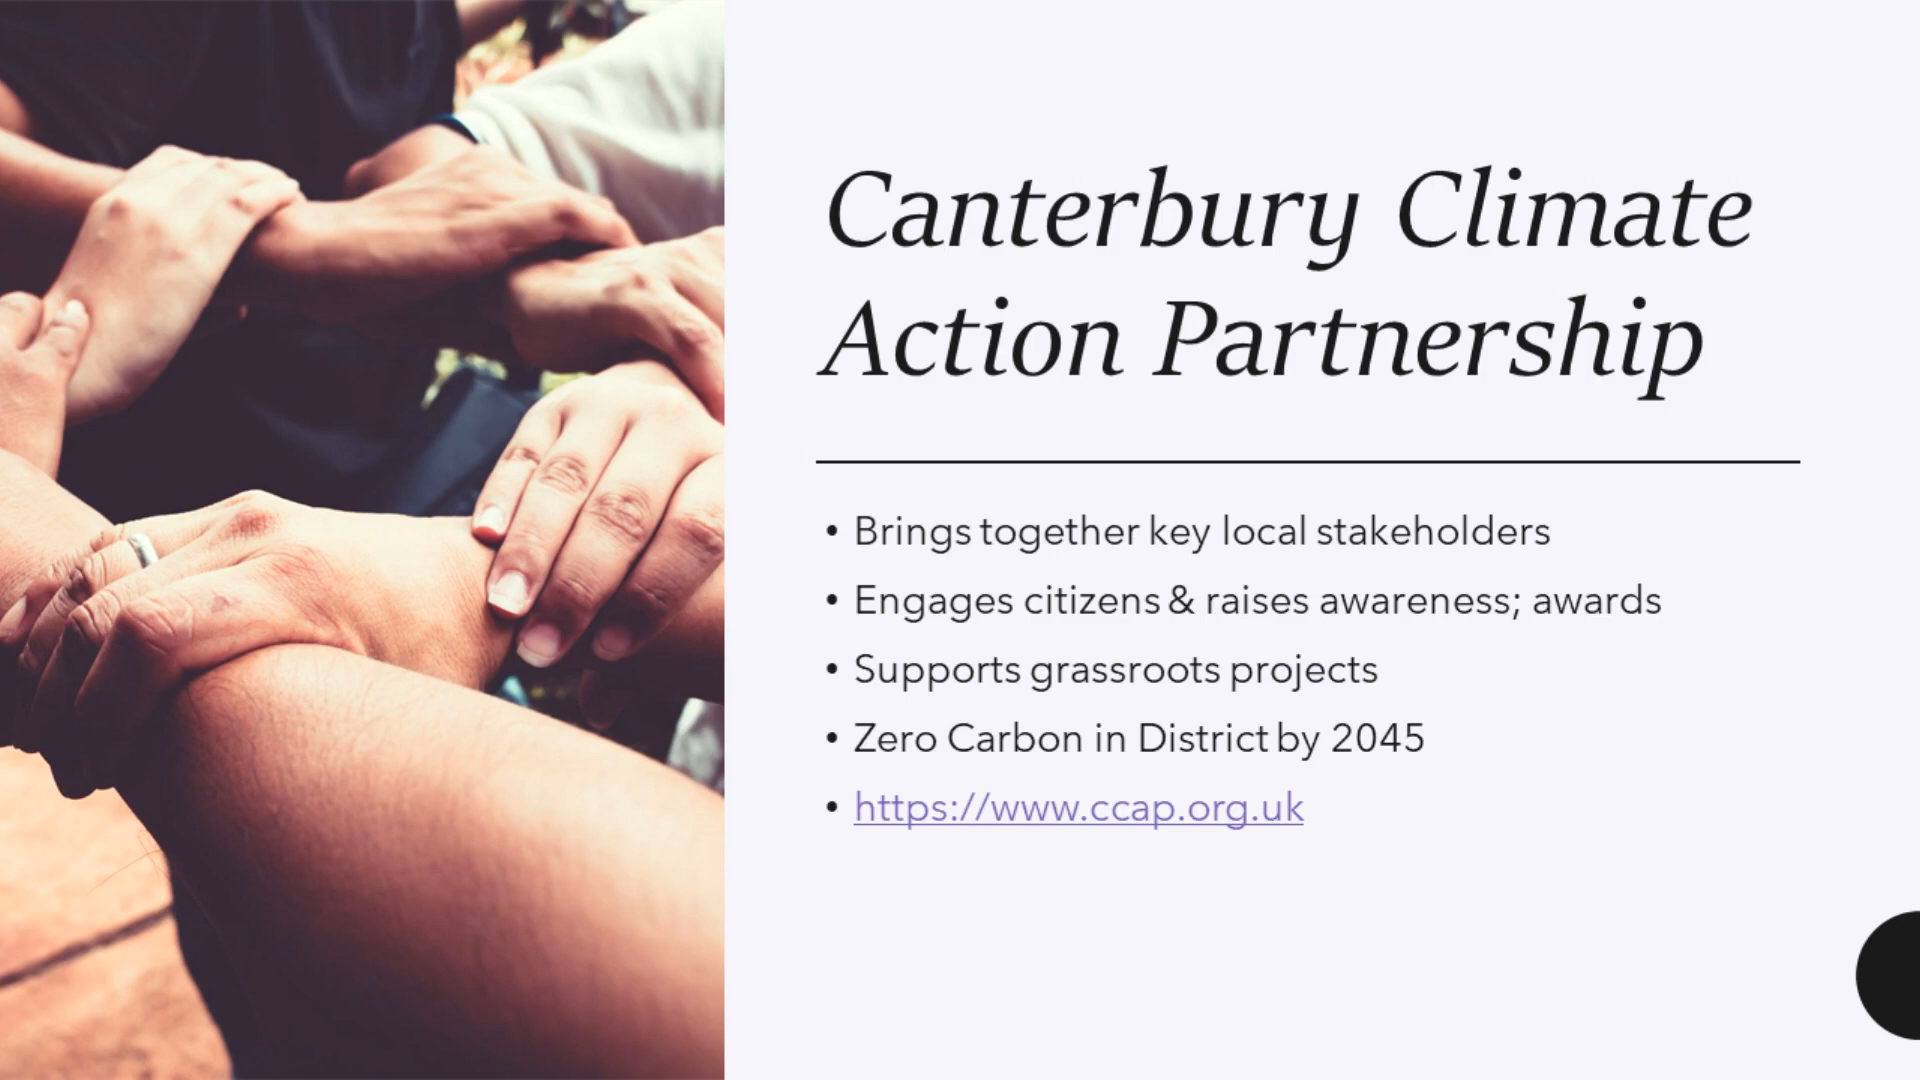 Canterbury Climate
Action Partnership
• Brings together key local stakeholders
• Engages citizens & raises awareness; awards
• Supports grassroots projects
• Zero Carbon in District by 2045
• https://www.ccap.org.uk